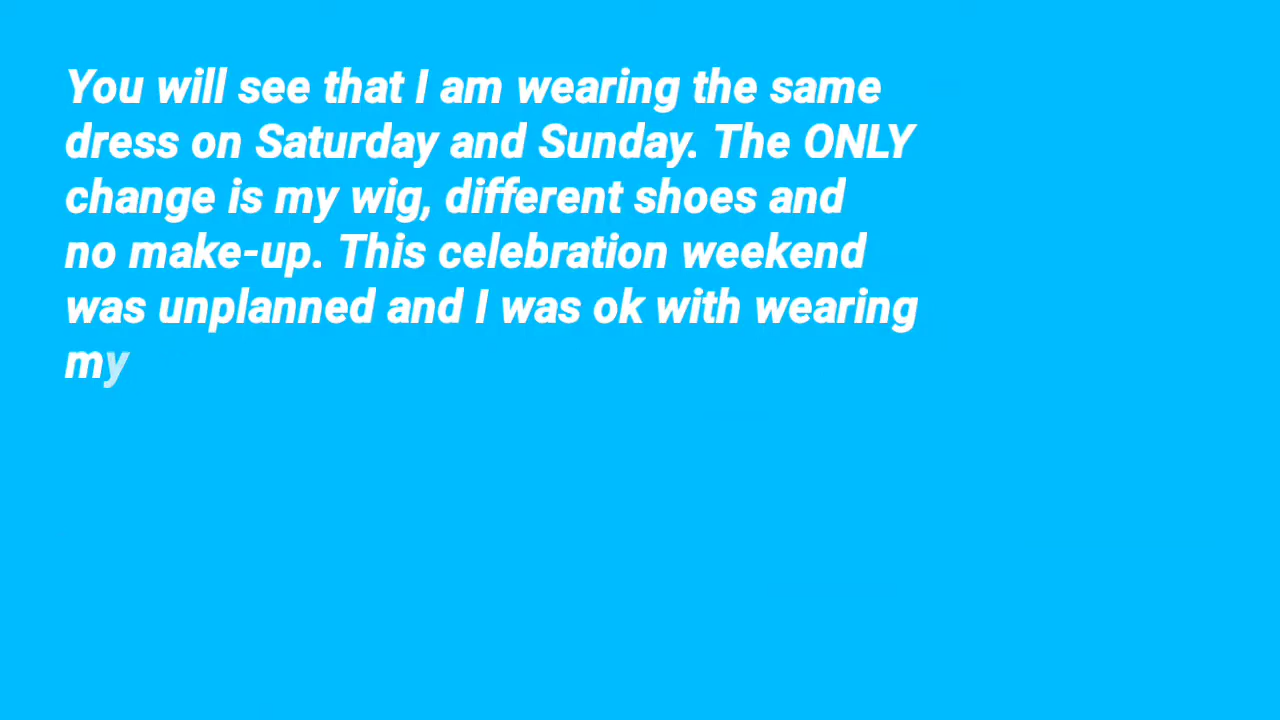 You will see that I am wearing the same
dress on Saturday and Sunday. The ONLY
change is my wig, different shoes and
no make-up. This celebration weekend
was unplanned and I was ok with wearing
my